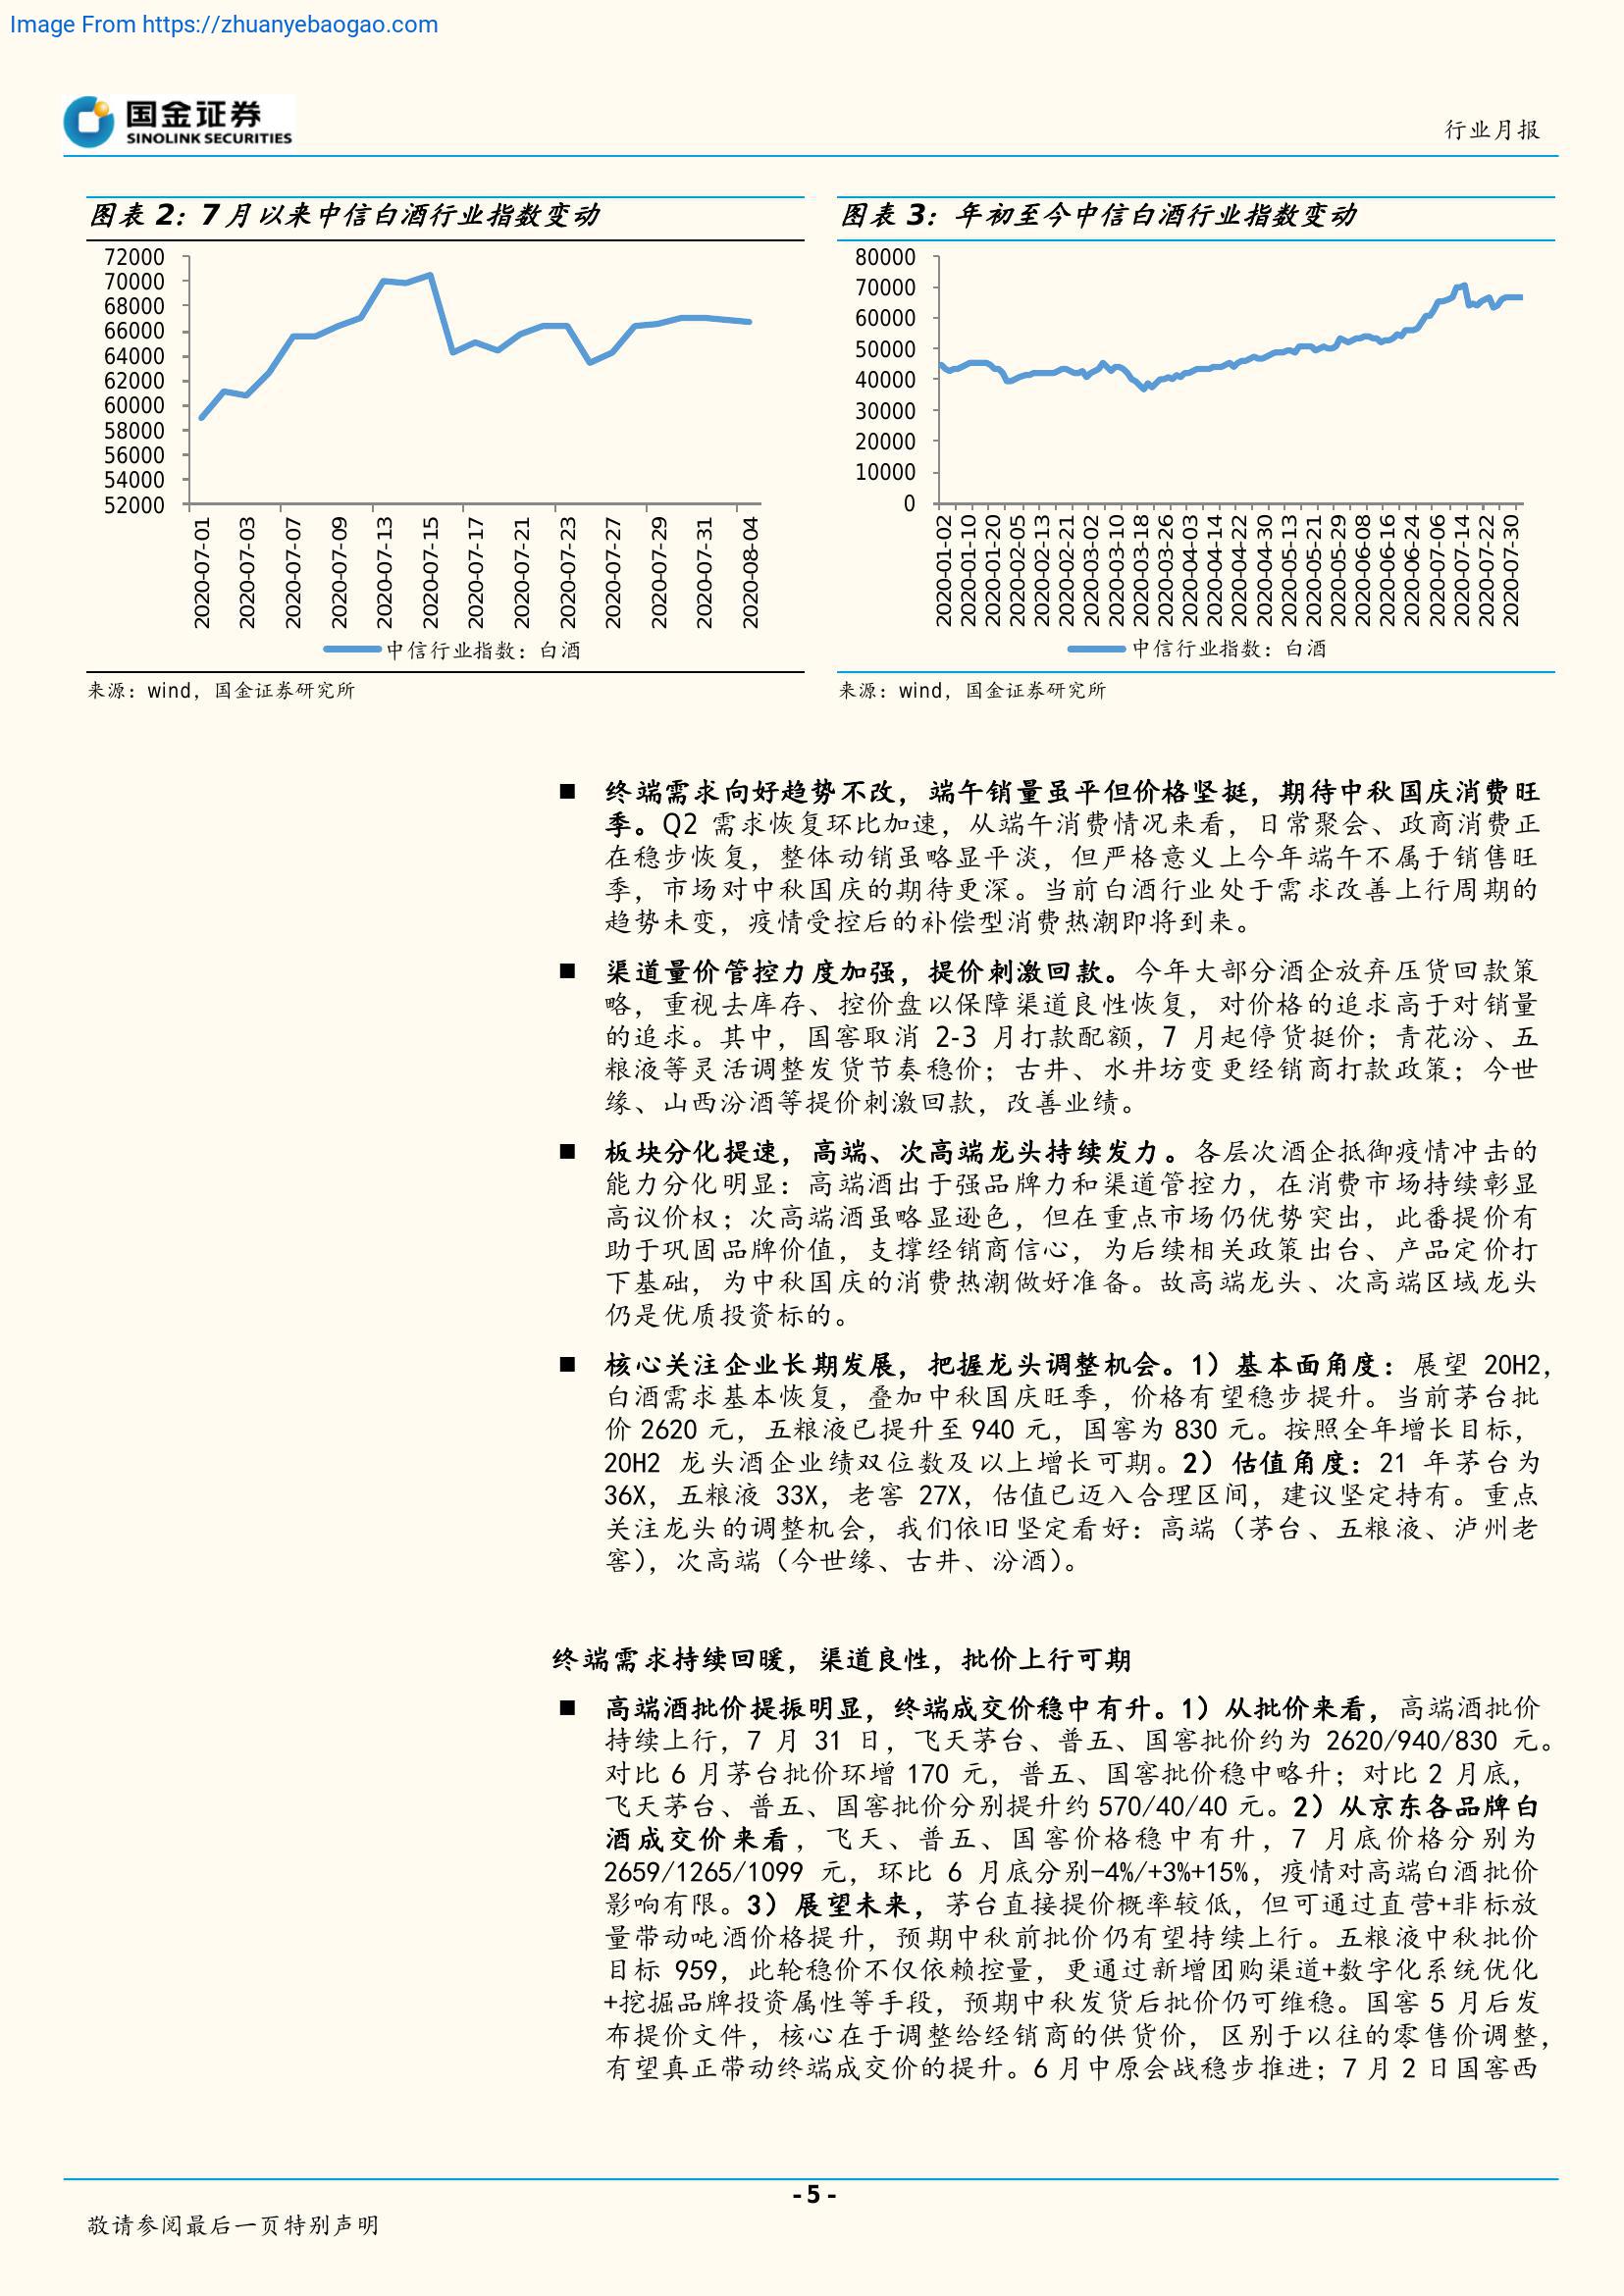 Image From https://zhuanyebaogao.com
国金证券
SINOLINK SECURITIES
行业月报
图表 2：7 月以来中信白酒行业指数变动
72000
70000
68000
66000
64000
62000
60000
58000
56000
54000
52000
2020-07-01
2020-07-03
2020-07-07
2020-07-09
2020-07-13
2020-07-15
2020-07-17
2020-07-21
2020-07-23
2020-07-27
2020-07-29
2020-07-31
2020-08-04
中信行业指数：白酒
来源：wind，国金证券研究所
图表 3：年初至今中信白酒行业指数变动
80000
70000
60000
50000
40000
30000
20000
10000
0
2020-01-02
2020-01-10
2020-01-20
2020-02-05
2020-02-13
2020-02-21
2020-03-02
2020-03-10
2020-03-18
2020-03-26
2020-04-03
2020-04-14
2020-04-22
2020-04-30
2020-05-13
2020-05-21
2020-05-29
2020-06-08
2020-06-16
2020-06-24
2020-07-06
2020-07-14
2020-07-22
2020-07-30
中信行业指数：白酒
来源：wind，国金证券研究所
■ 终端需求向好趋势不改，端午销量虽平但价格坚挺，期待中秋国庆消费旺
季。Q2 需求恢复环比加速，从端午消费情况来看，日常聚会、政商消费正
在稳步恢复，整体动销虽略显平淡，但严格意义上今年端午不属于销售旺
季，市场对中秋国庆的期待更深。当前白酒行业处于需求改善上行周期的
趋势未变，疫情受控后的补偿型消费热潮即将到来。
■ 渠道量价管控力度加强，提价刺激回款。今年大部分酒企放弃压货回款策
略，重视去库存、控价盘以保障渠道良性恢复，对价格的追求高于对销量
的追求。其中，国窖取消 2-3 月打款配额，7 月起停货挺价；青花汾、五
粮液等灵活调整发货节奏稳价；古井、水井坊变更经销商打款政策；今世
缘、山西汾酒等提价刺激回款，改善业绩。
■ 板块分化提速，高端、次高端龙头持续发力。各层次酒企抵御疫情冲击的
能力分化明显：高端酒出于强品牌力和渠道管控力，在消费市场持续彰显
高议价权；次高端酒虽略显逊色，但在重点市场仍优势突出，此番提价有
助于巩固品牌价值，支撑经销商信心，为后续相关政策出台、产品定价打
下基础，为中秋国庆的消费热潮做好准备。故高端龙头、次高端区域龙头
仍是优质投资标的。
■ 核心关注企业长期发展，把握龙头调整机会。1）基本面角度：展望 20H2，
白酒需求基本恢复，叠加中秋国庆旺季，价格有望稳步提升。当前茅台批
价 2620 元，五粮液已提升至 940 元，国窖为 830 元。按照全年增长目标，
20H2 龙头酒企业绩双位数及以上增长可期。2）估值角度：21 年茅台为
36X，五粮液 33X，老窖 27X，估值已迈入合理区间，建议坚定持有。重点
关注龙头的调整机会，我们依旧坚定看好：高端（茅台、五粮液、泸州老
窖），次高端（今世缘、古井、汾酒）。
终端需求持续回暖，渠道良性，批价上行可期
■ 高端酒批价提振明显，终端成交价稳中有升。1）从批价来看，高端酒批价
持续上行，7 月 31 日，飞天茅台、普五、国窖批价约为 2620/940/830 元。
对比 6 月茅台批价环增 170 元，普五、国窖批价稳中略升；对比 2 月底，
飞天茅台、普五、国窖批价分别提升约 570/40/40 元。2）从京东各品牌白
酒成交价来看，飞天、普五、国窖价格稳中有升，7 月底价格分别为
2659/1265/1099 元，环比 6 月底分别-4%/+3%+15%，疫情对高端白酒批价
影响有限。3）展望未来，茅台直接提价概率较低，但可通过直营+非标放
量带动吨酒价格提升，预期中秋前批价仍有望持续上行。五粮液中秋批价
目标 959，此轮稳价不仅依赖控量，更通过新增团购渠道+数字化系统优化
+挖掘品牌投资属性等手段，预期中秋发货后批价仍可维稳。国窖 5 月后发
布提价文件，核心在于调整给经销商的供货价，区别于以往的零售价调整，
有望真正带动终端成交价的提升。6 月中原会战稳步推进；7 月 2 日国窖西
- 5 -
敬请参阅最后一页特别声明